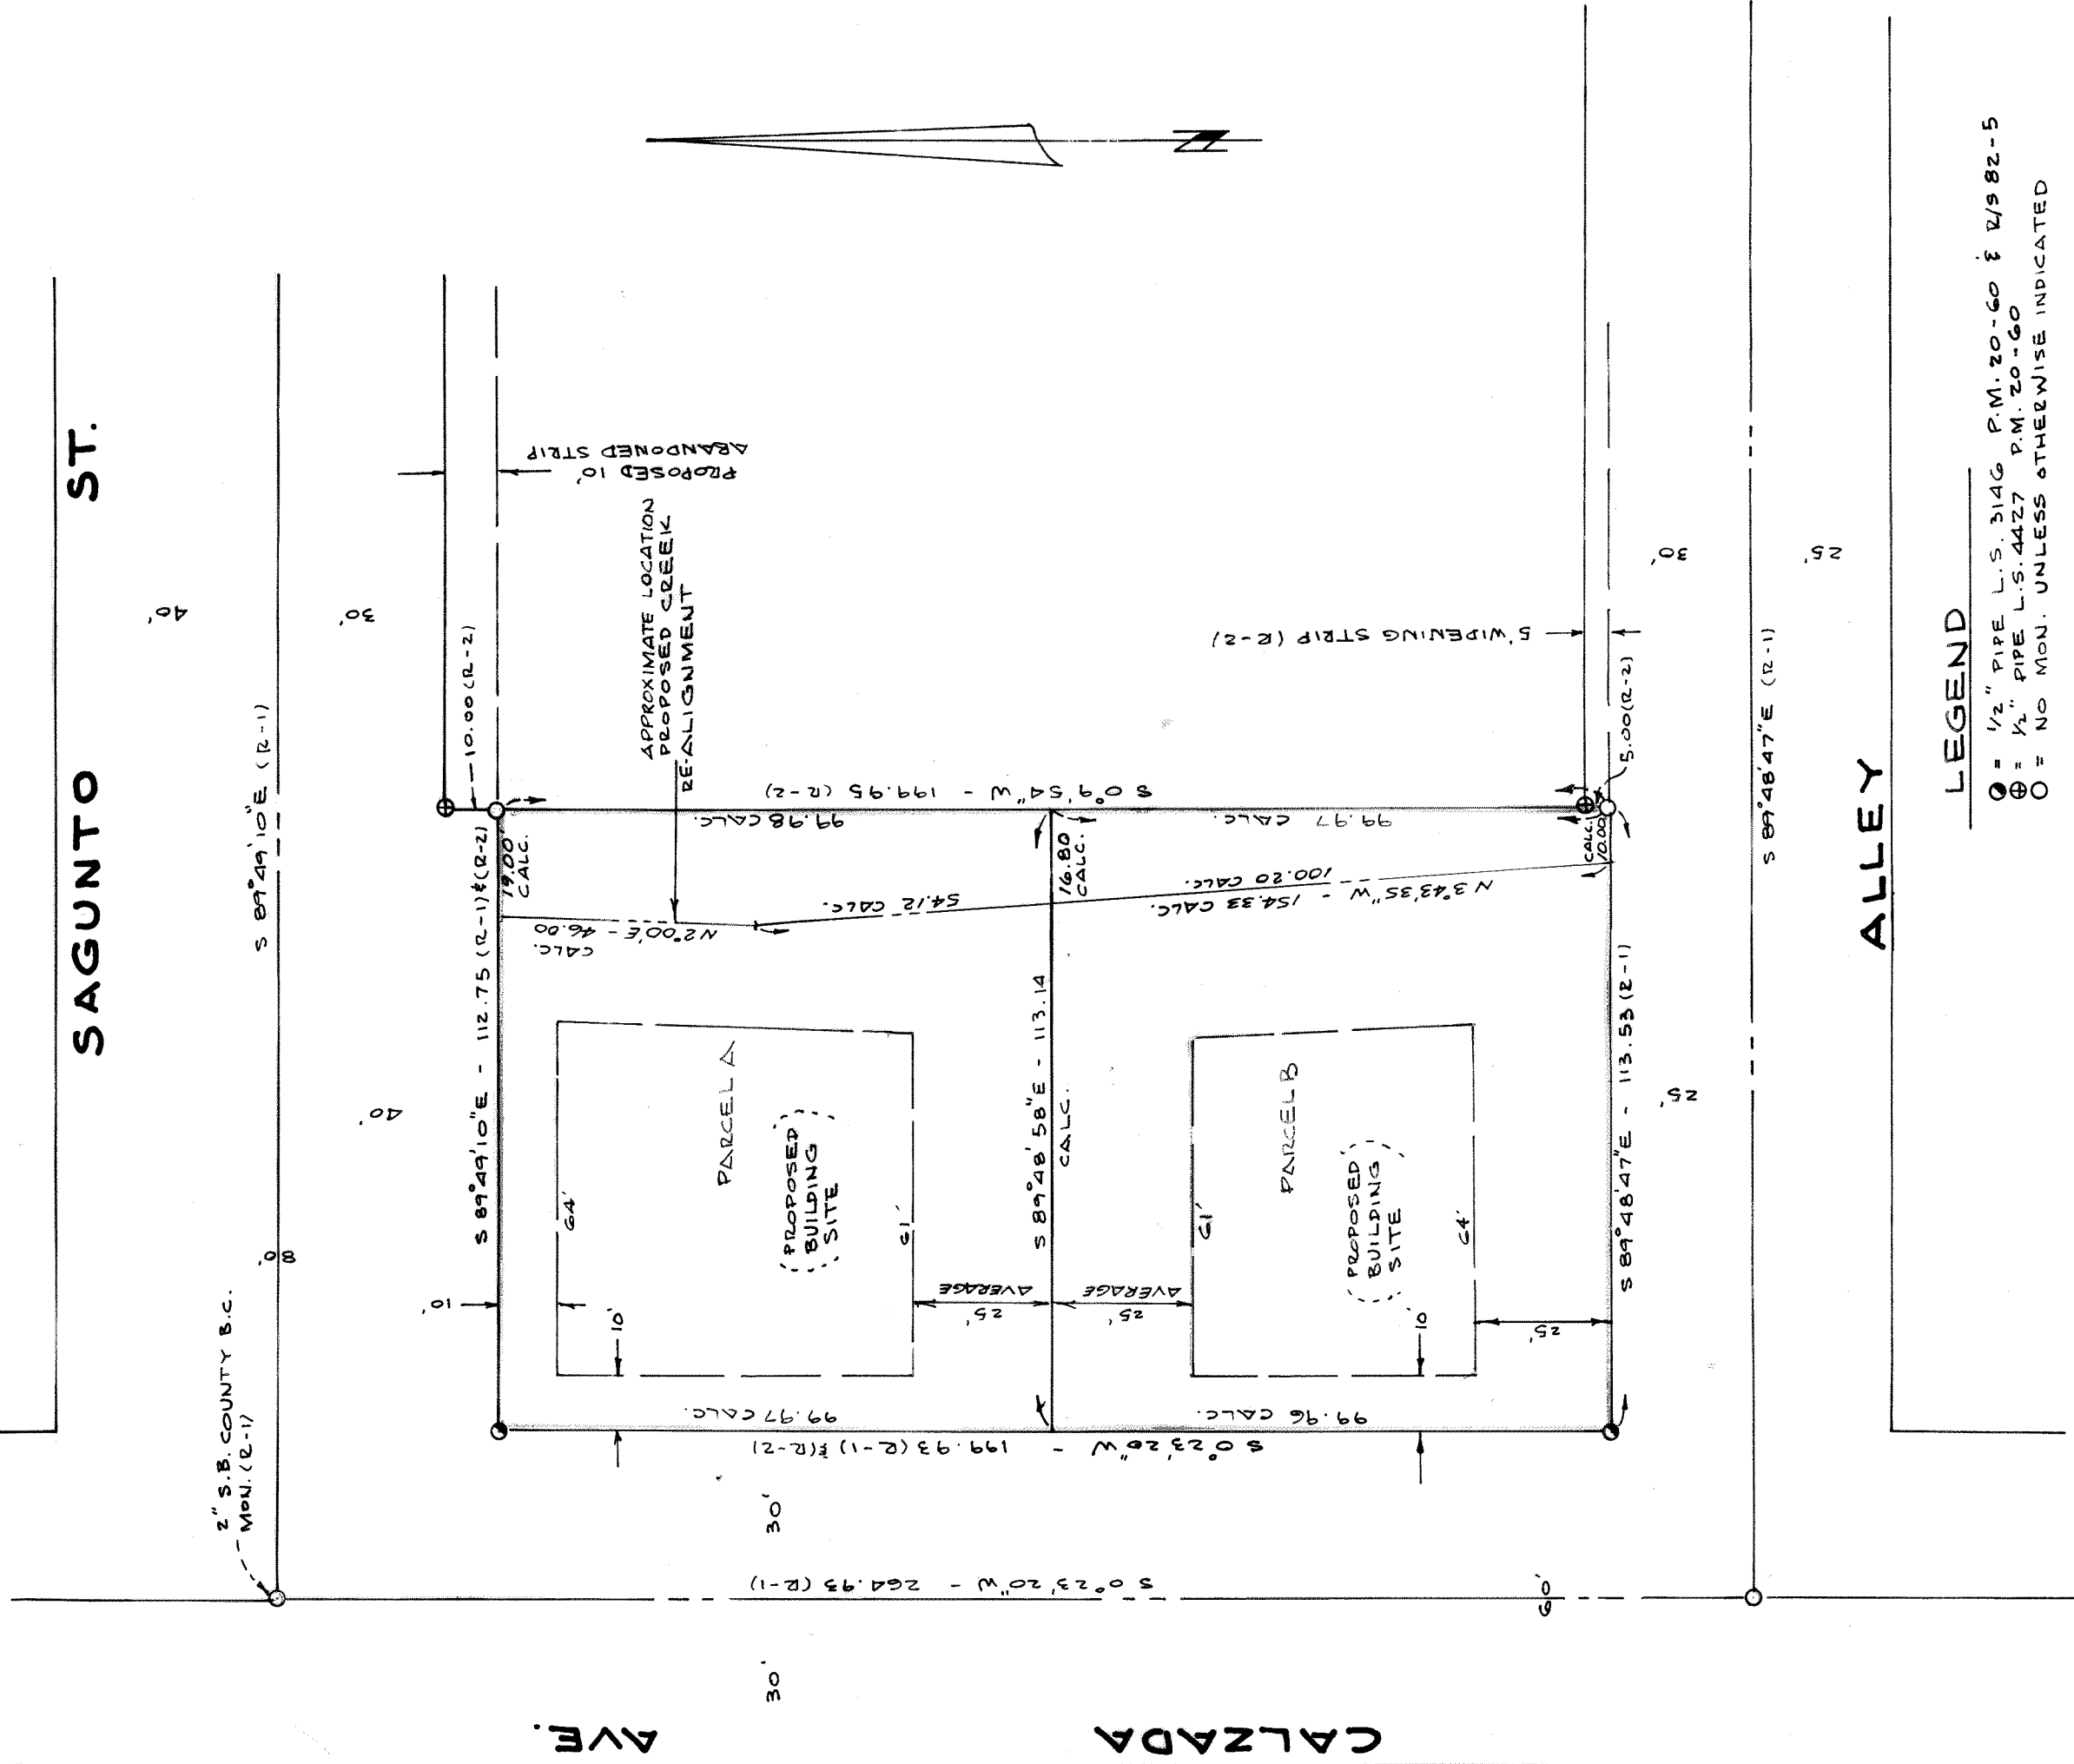 SAGUNTO ST.
40'
S 89°49'10"E (R-1)
30'
40'
80'
2" S.B. COUNTY B.C.
MON. (R-1)
10.00 (R-2)
PROPOSED 10'
ABANDONED STRIP
S 89°49'10"E - 112.75 (R-1) & (R-2)
19.00
CALC.
10'
APPROXIMATE LOCATION
PROPOSED CREEK
RE-ALIGNMENT
S 0°9'54"W - 199.95 (R-2)
99.98 CALC.
99.97 CALC.
N2°00'E - 46.00
CALC.
54.12 CALC.
100.20 CALC.
N 3°43'35"W - 154.33 CALC.
16.80
CALC.
64'
PARCEL A
PROPOSED
BUILDING
SITE
61'
10'
25'
AVERAGE
S 89°48'58"E - 113.14
CALC.
25'
AVERAGE
61'
PARCEL B
PROPOSED
BUILDING
SITE
64'
10'
25'
99.97 CALC.
99.96 CALC.
S 0°23'20"W - 199.93 (R-1) & (R-2)
30'
S 0°23'20"W - 264.93 (R-1)
60'
30'
CALZADA AVE.
5' WIDENING STRIP (R-2)
5.00 (R-2)
CALC.
10.00
S 89°48'47"E - 113.53 (R-1)
30'
25'
25'
S 89°48'47"E (R-1)
ALLEY
N
LEGEND
= 1/2" PIPE L.S. 3146 P.M. 20-60 & R/S 82-5
⊕ = 1/2" PIPE L.S. 4427 P.M. 20-60
O = NO MON. UNLESS OTHERWISE INDICATED